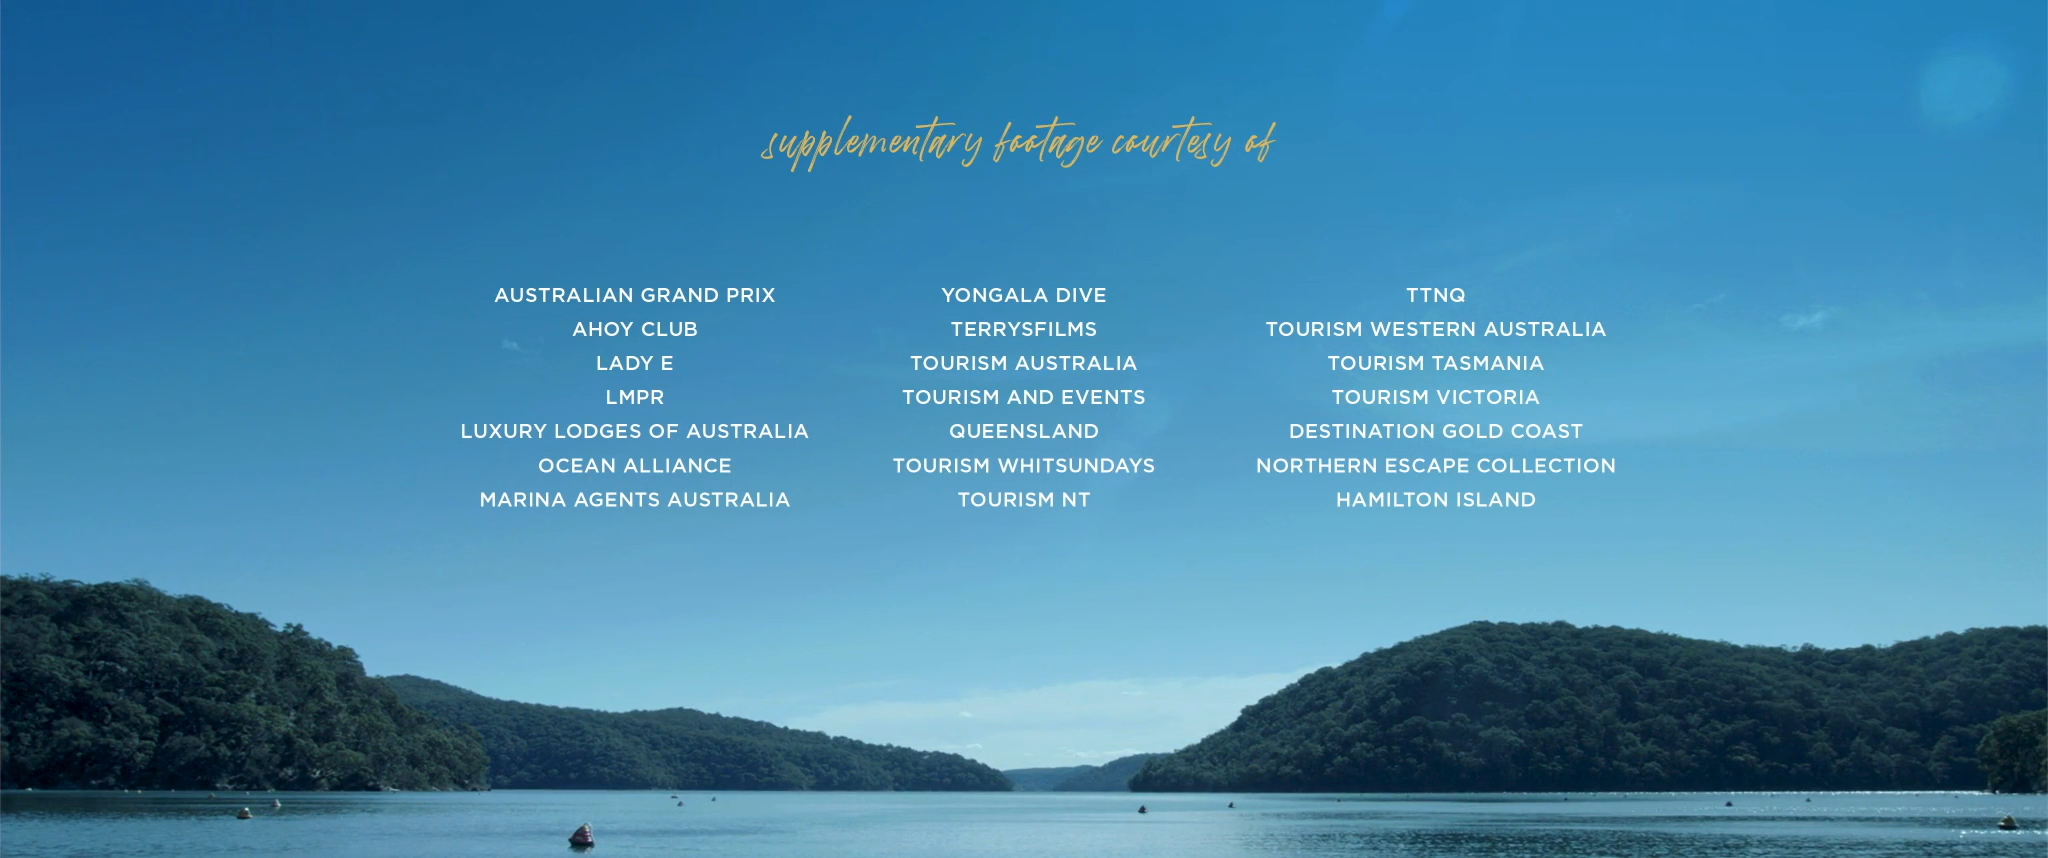 supplementary footage courtesy of
AUSTRALIAN GRAND PRIX
AHOY CLUB
LADY E
LMPR
LUXURY LODGES OF AUSTRALIA
OCEAN ALLIANCE
MARINA AGENTS AUSTRALIA
YONGALA DIVE
TERRYSFILMS
TOURISM AUSTRALIA
TOURISM AND EVENTS
QUEENSLAND
TOURISM WHITSUNDAYS
TOURISM NT
TTNQ
TOURISM WESTERN AUSTRALIA
TOURISM TASMANIA
TOURISM VICTORIA
DESTINATION GOLD COAST
NORTHERN ESCAPE COLLECTION
HAMILTON ISLAND